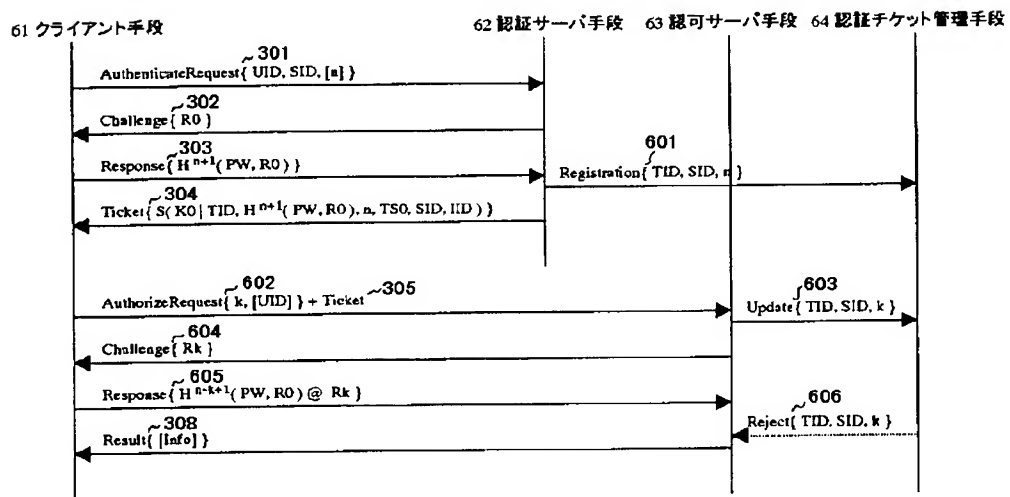 61 クライアント手段
62 認証サーバ手段
63 認可サーバ手段
64 認証チケット管理手段
301
AuthenticateRequest{ UID, SID, [n] }
302
Challenge{ R0 }
303
Response{ H^n+1( PW, R0 ) }
601
Registration{ TID, SID, n }
304
Ticket{ S( K0 | TID, H^n+1( PW, R0 ), n, TS0, SID, HD ) }
602
AuthorizeRequest{ k, [UID] } + Ticket
305
603
Update{ TID, SID, k }
604
Challenge{ Rk }
605
Response{ H^n-k+1( PW, R0 ) @ Rk }
606
Reject{ TID, SID, k }
308
Result{ [Info] }